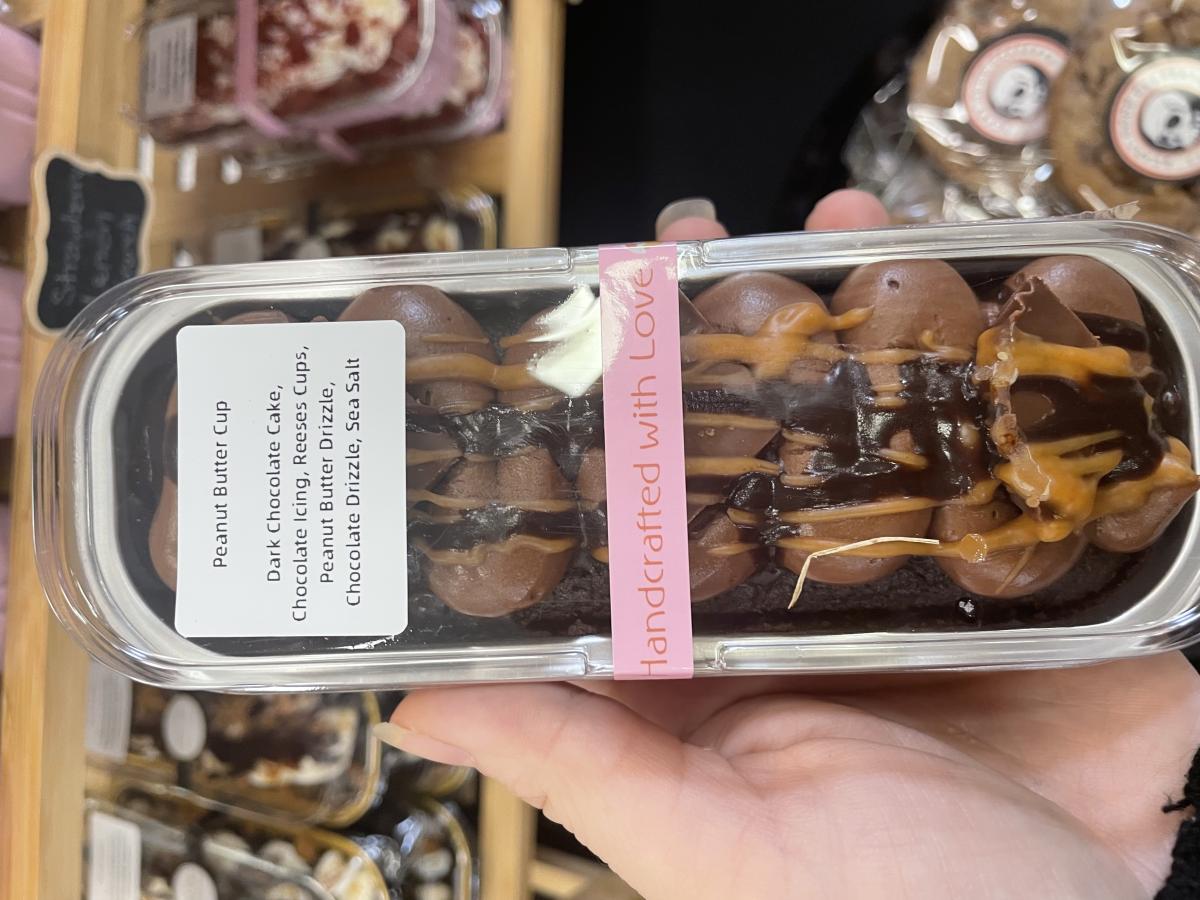 Peanut Butter Cup
Dark Chocolate Cake,
Chocolate Icing, Reeses Cups,
Peanut Butter Drizzle,
Chocolate Drizzle, Sea Salt
Handcrafted with Love